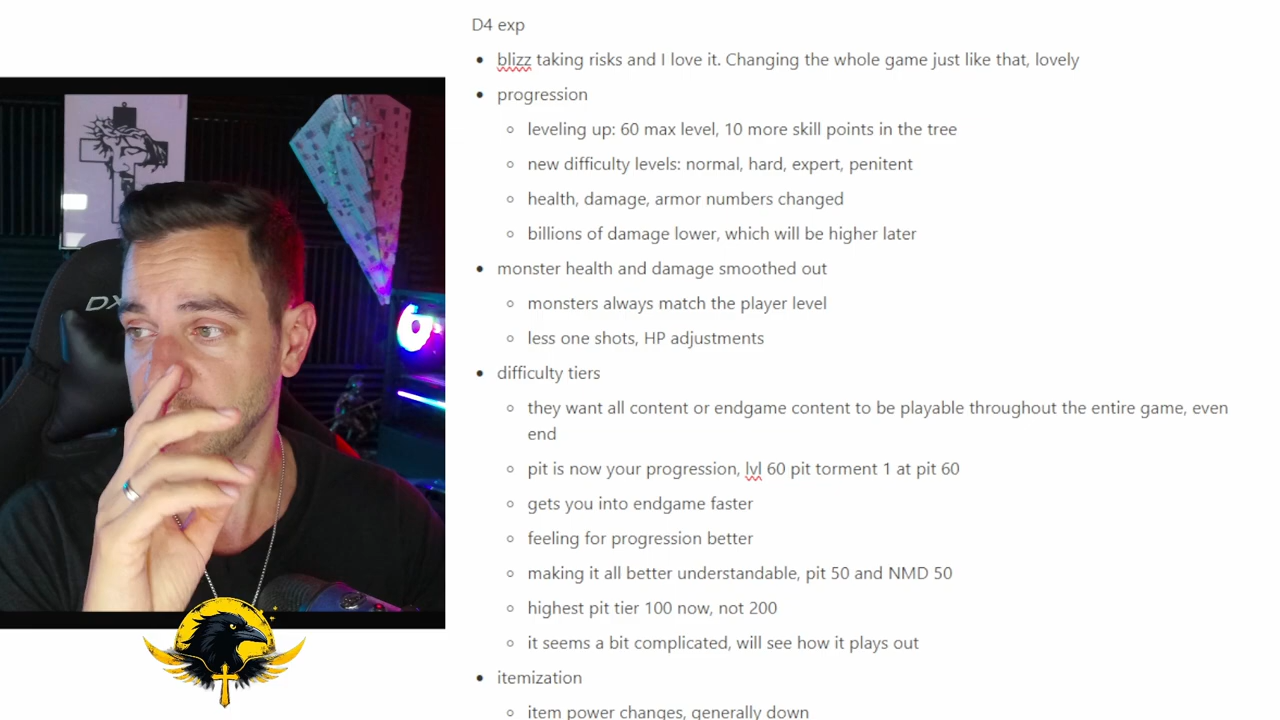 D4 exp
blizz taking risks and I love it. Changing the whole game just like that, lovely
progression
leveling up: 60 max level, 10 more skill points in the tree
new difficulty levels: normal, hard, expert, penitent
health, damage, armor numbers changed
billions of damage lower, which will be higher later
monster health and damage smoothed out
monsters always match the player level
less one shots, HP adjustments
difficulty tiers
they want all content or endgame content to be playable throughout the entire game, even
end
pit is now your progression, lvl 60 pit torment 1 at pit 60
gets you into endgame faster
feeling for progression better
making it all better understandable, pit 50 and NMD 50
highest pit tier 100 now, not 200
it seems a bit complicated, will see how it plays out
itemization
item power changes, generally down